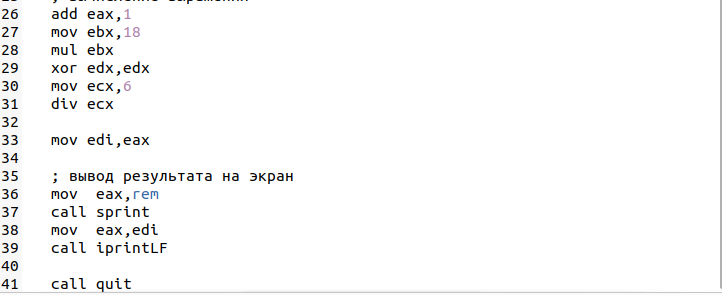 26 add eax,1
27 mov ebx,18
28 mul ebx
29 xor edx,edx
30 mov ecx,6
31 div ecx
32
33 mov edi,eax
34
35 ; вывод результата на экран
36 mov eax,rem
37 call sprint
38 mov eax,edi
39 call iprintLF
40
41 call quit